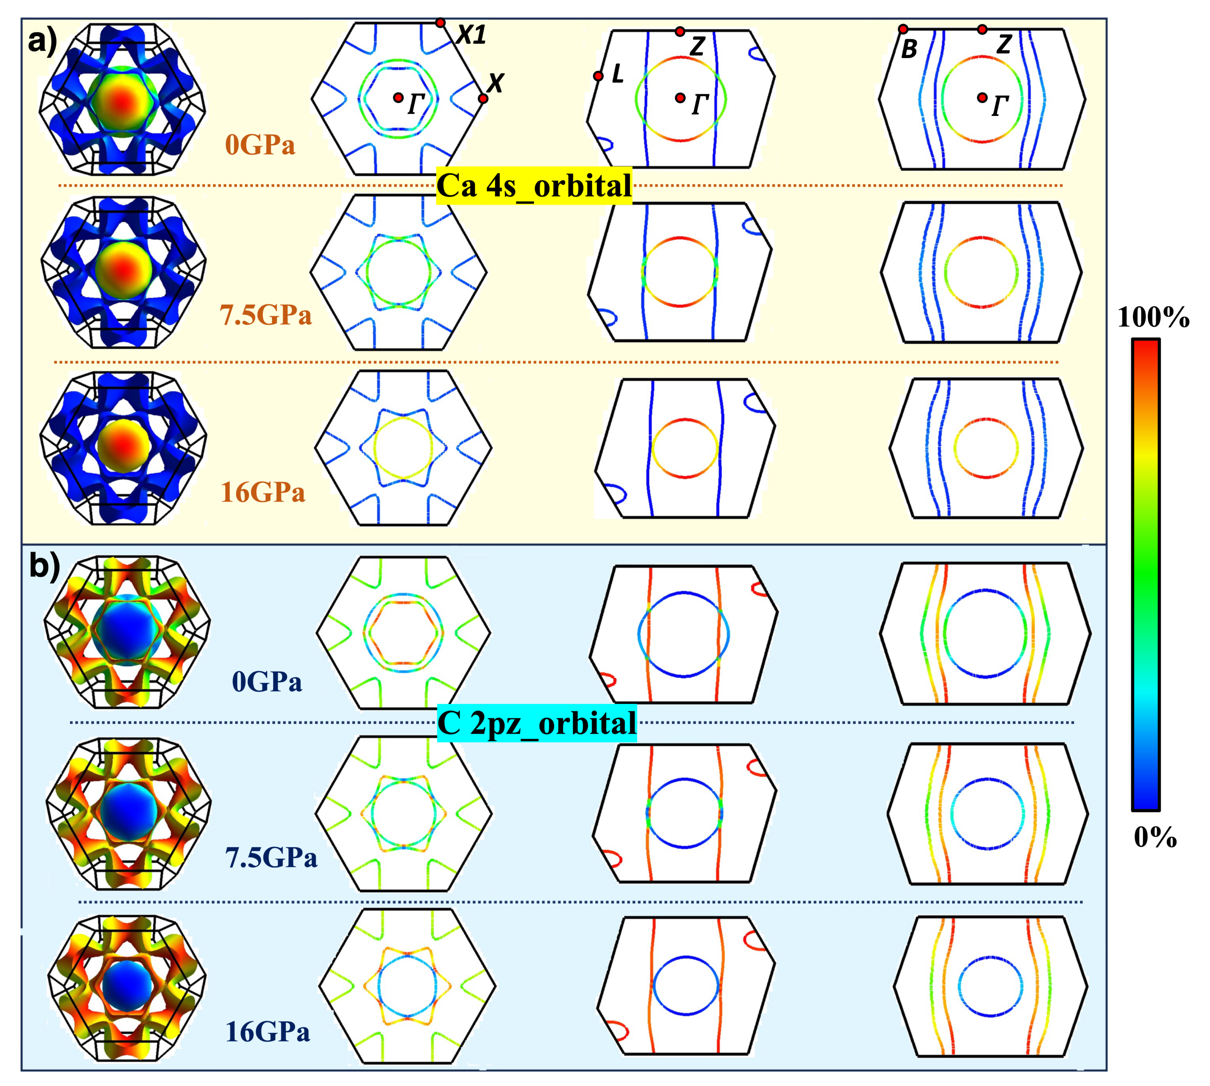 a)
X1
X
Γ
L
Z
Γ
B
Z
Γ
0GPa
Ca 4s_orbital
7.5GPa
100%
16GPa
b)
0GPa
C 2pz_orbital
7.5GPa
0%
16GPa